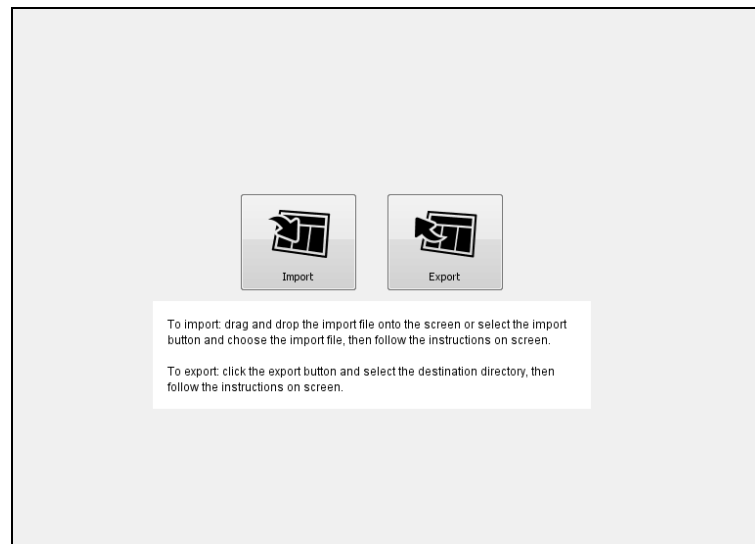 Import
Export
To import: drag and drop the import file onto the screen or select the import
button and choose the import file, then follow the instructions on screen.
To export: click the export button and select the destination directory, then
follow the instructions on screen.